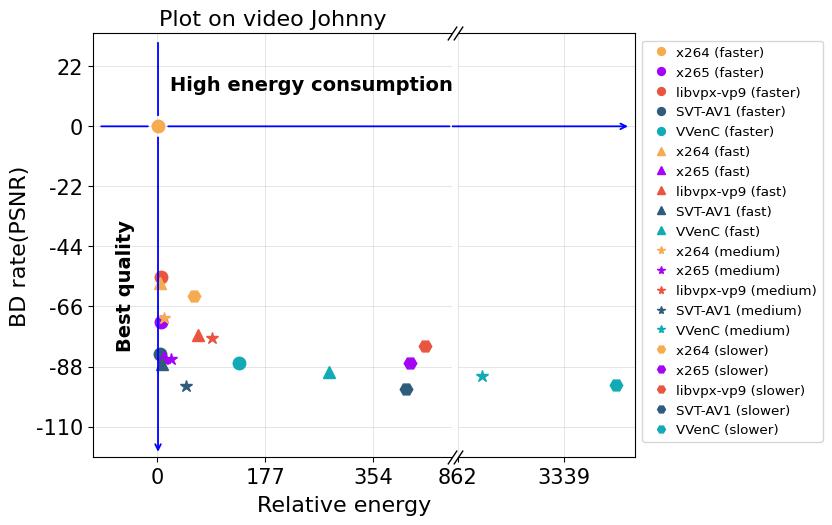 Plot on video Johnny
High energy consumption
Best quality
BD rate(PSNR)
22
0
-22
-44
-66
-88
-110
0
177
354
862
3339
Relative energy
x264 (faster)
x265 (faster)
libvpx-vp9 (faster)
SVT-AV1 (faster)
VVenC (faster)
x264 (fast)
x265 (fast)
libvpx-vp9 (fast)
SVT-AV1 (fast)
VVenC (fast)
x264 (medium)
x265 (medium)
libvpx-vp9 (medium)
SVT-AV1 (medium)
VVenC (medium)
x264 (slower)
x265 (slower)
libvpx-vp9 (slower)
SVT-AV1 (slower)
VVenC (slower)